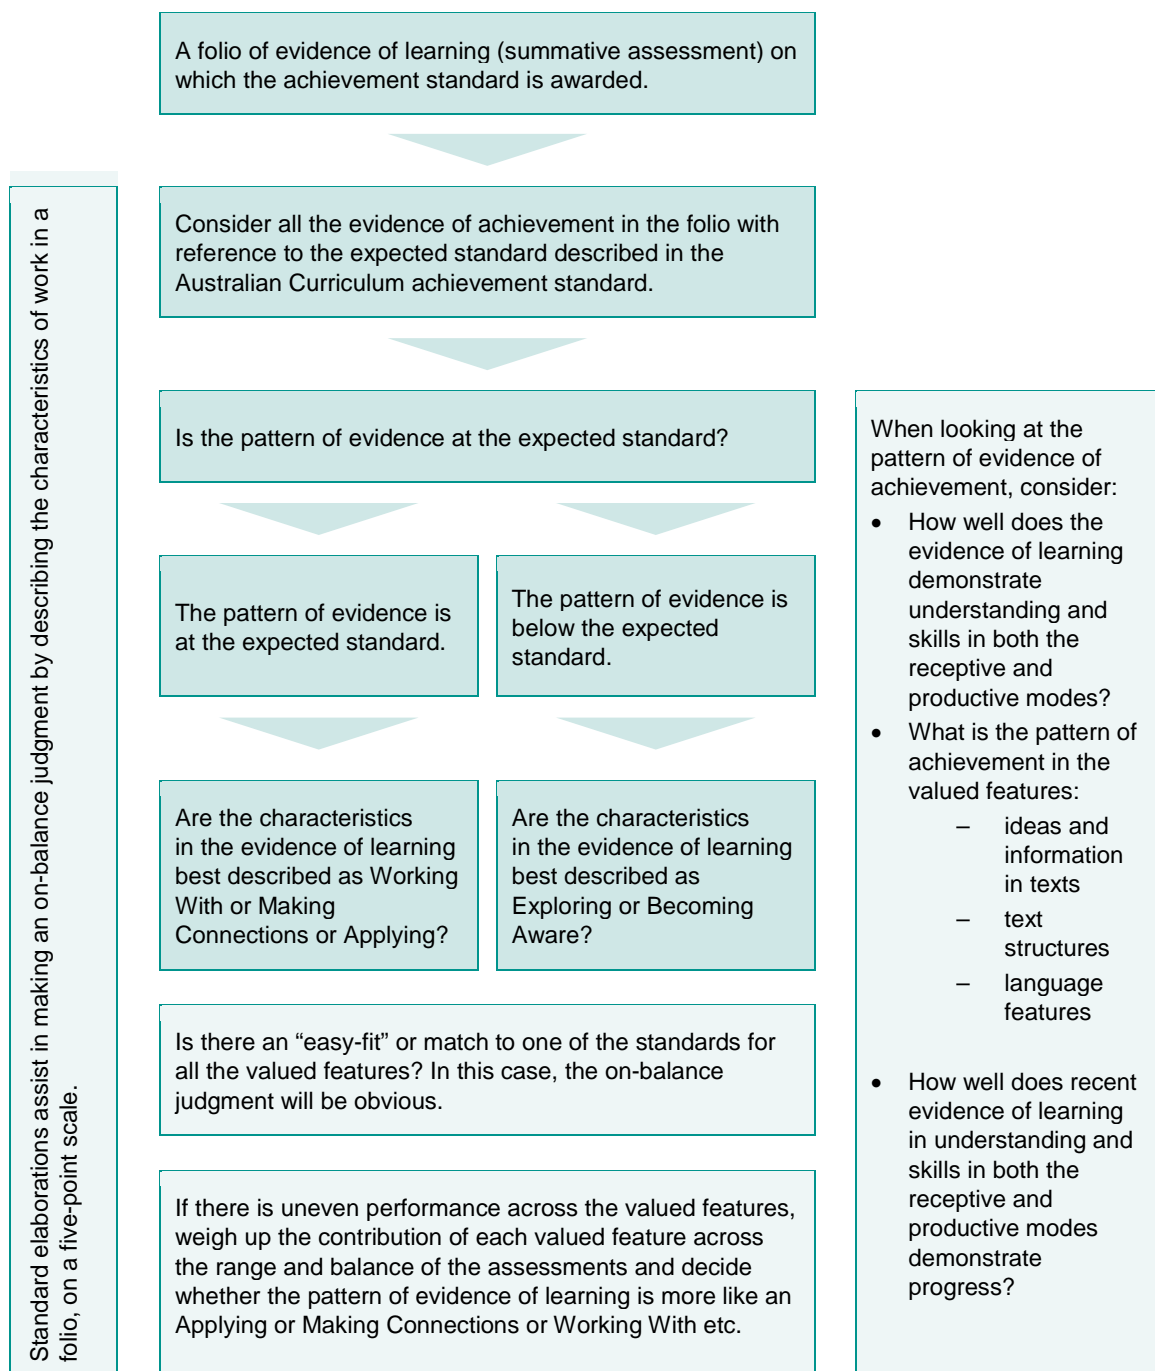 A folio of evidence of learning (summative assessment) on
which the achievement standard is awarded.
Consider all the evidence of achievement in the folio with
reference to the expected standard described in the
Australian Curriculum achievement standard.
Is the pattern of evidence at the expected standard?
The pattern of evidence is
at the expected standard.
The pattern of evidence is
below the expected
standard.
Are the characteristics
in the evidence of learning
best described as Working
With or Making
Connections or Applying?
Are the characteristics
in the evidence of learning
best described as
Exploring or Becoming
Aware?
Is there an “easy-fit” or match to one of the standards for
all the valued features? In this case, the on-balance
judgment will be obvious.
If there is uneven performance across the valued features,
weigh up the contribution of each valued feature across
the range and balance of the assessments and decide
whether the pattern of evidence of learning is more like an
Applying or Making Connections or Working With etc.
Standard elaborations assist in making an on-balance judgment by describing the characteristics of work in a
folio, on a five-point scale.
When looking at the
pattern of evidence of
achievement, consider:
• How well does the
evidence of learning
demonstrate
understanding and
skills in both the
receptive and
productive modes?
• What is the pattern of
achievement in the
valued features:
– ideas and
information
in texts
– text
structures
– language
features
• How well does recent
evidence of learning
in understanding and
skills in both the
receptive and
productive modes
demonstrate
progress?